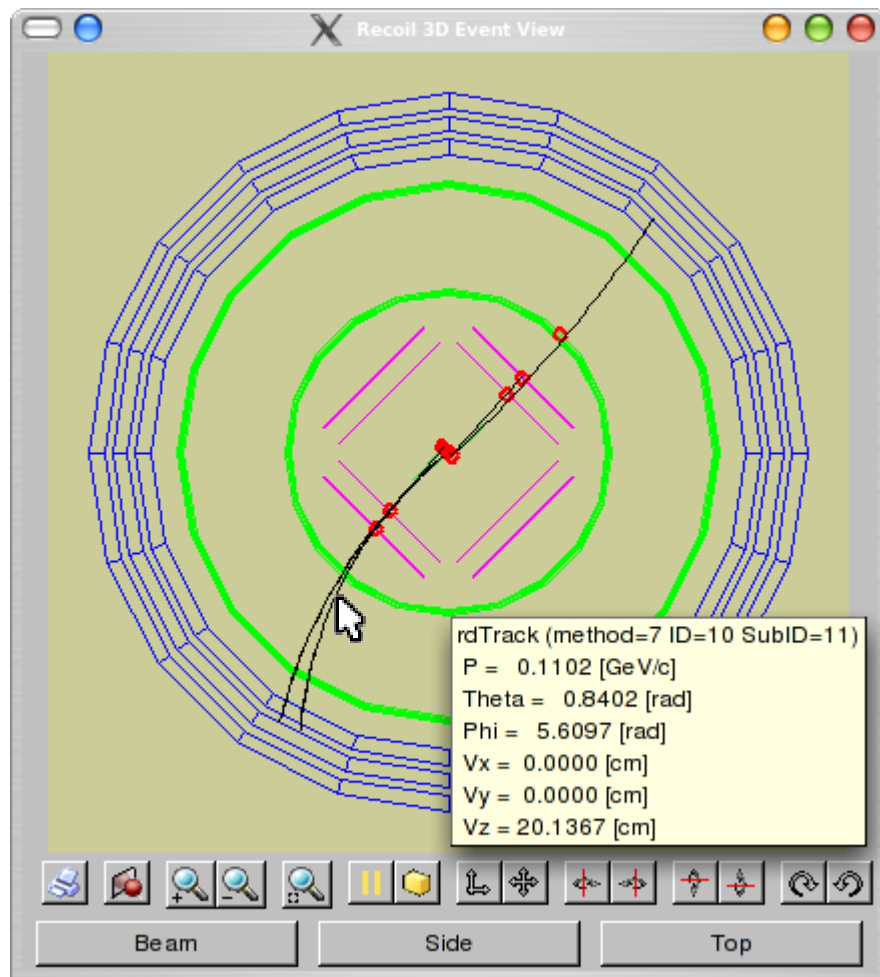 Recoil 3D Event View
rdTrack (method=7 ID=10 SubID=11)
P = 0.1102 [GeV/c]
Theta = 0.8402 [rad]
Phi = 5.6097 [rad]
Vx = 0.0000 [cm]
Vy = 0.0000 [cm]
Vz = 20.1367 [cm]
Beam
Side
Top